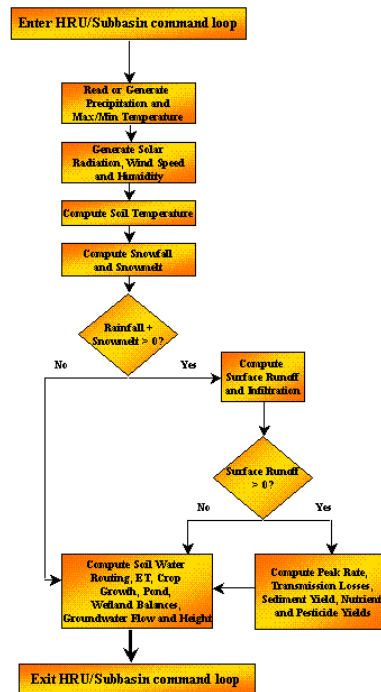 Enter HRU/Subbasin command loop
Read or Generate
Precipitation and
Max/Min Temperature
Generate Solar
Radiation, Wind Speed
and Humidity
Compute Soil Temperature
Compute Snowfall
and Snowmelt
Rainfall +
Snowmelt > 0?
No
Yes
Compute
Surface Runoff
and Infiltration
Surface Runoff
> 0?
No
Yes
Compute Soil Water
Routing, ET, Crop
Growth, Pond,
Wetland Balances,
Groundwater Flow and Height
Compute Peak Rate,
Transmission Losses,
Sediment Yield, Nutrient
and Pesticide Yields
Exit HRU/Subbasin command loop